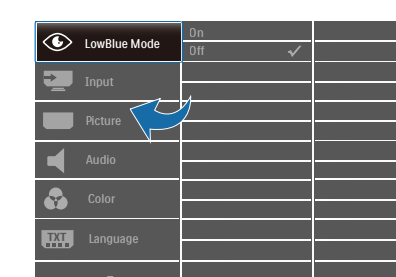 LowBlue Mode
On
Off
Input
Picture
Audio
Color
TXT
Language